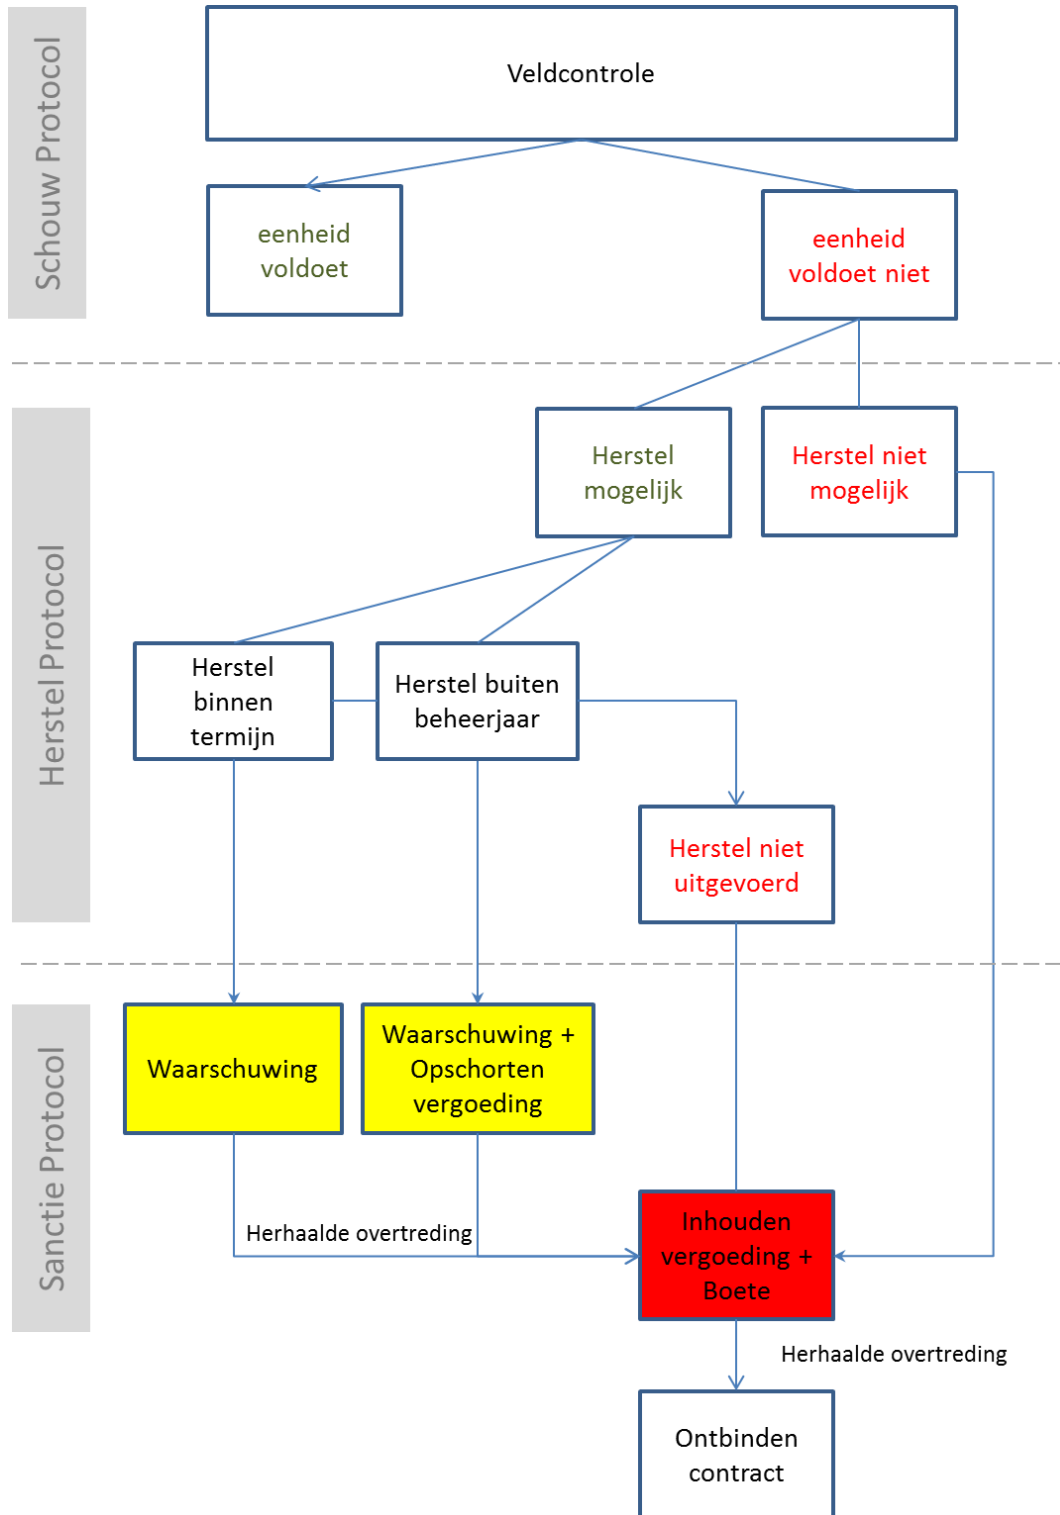 Schouw Protocol
Veldcontrole
eenheid
voldoet
eenheid
voldoet niet
Herstel Protocol
Herstel
mogelijk
Herstel niet
mogelijk
Herstel
binnen
termijn
Herstel buiten
beheerjaar
Herstel niet
uitgevoerd
Sanctie Protocol
Waarschuwing
Waarschuwing +
Opschorten
vergoeding
Herhaalde overtreding
Inhouden
vergoeding +
Boete
Herhaalde overtreding
Ontbinden
contract